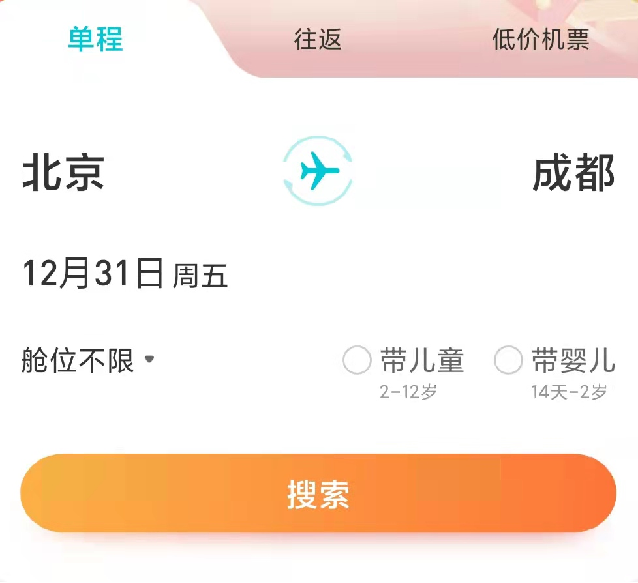 单程 往返 低价机票
北京 成都
12月31日 周五
舱位不限 带儿童 带婴儿
2-12岁 14天-2岁
搜索